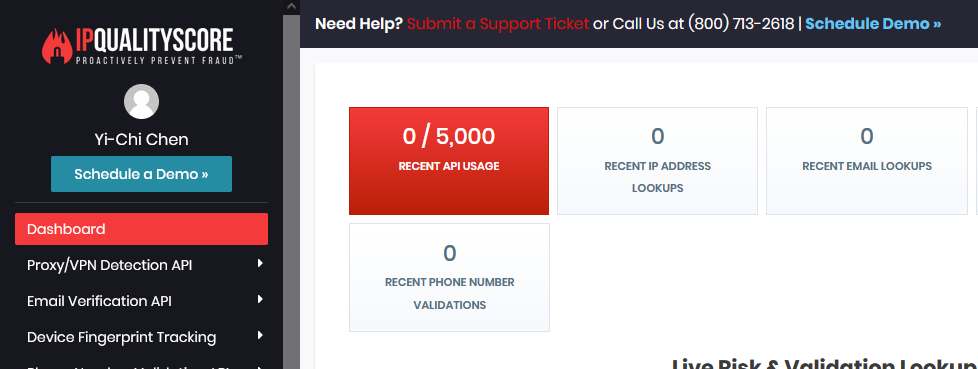 IPQUALITYSCORE
PROACTIVELY PREVENT FRAUD™
Yi-Chi Chen
Schedule a Demo »
Dashboard
Proxy/VPN Detection API
Email Verification API
Device Fingerprint Tracking
Need Help? Submit a Support Ticket or Call Us at (800) 713-2618 | Schedule Demo »
0 / 5,000
RECENT API USAGE
0
RECENT IP ADDRESS
LOOKUPS
0
RECENT EMAIL LOOKUPS
0
RECENT PHONE NUMBER
VALIDATIONS
Live Risk & Validation Lookup